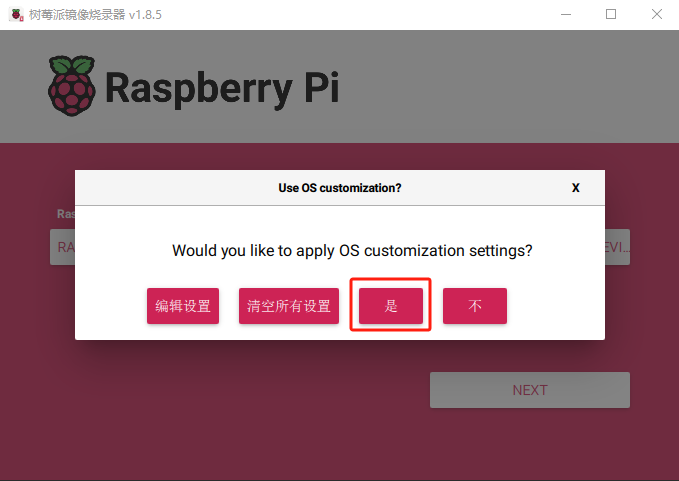 树莓派镜像烧录器 v1.8.5
Raspberry Pi
Use OS customization?
X
Ras
RA
EVI...
Would you like to apply OS customization settings?
编辑设置
清空所有设置
是
不
NEXT